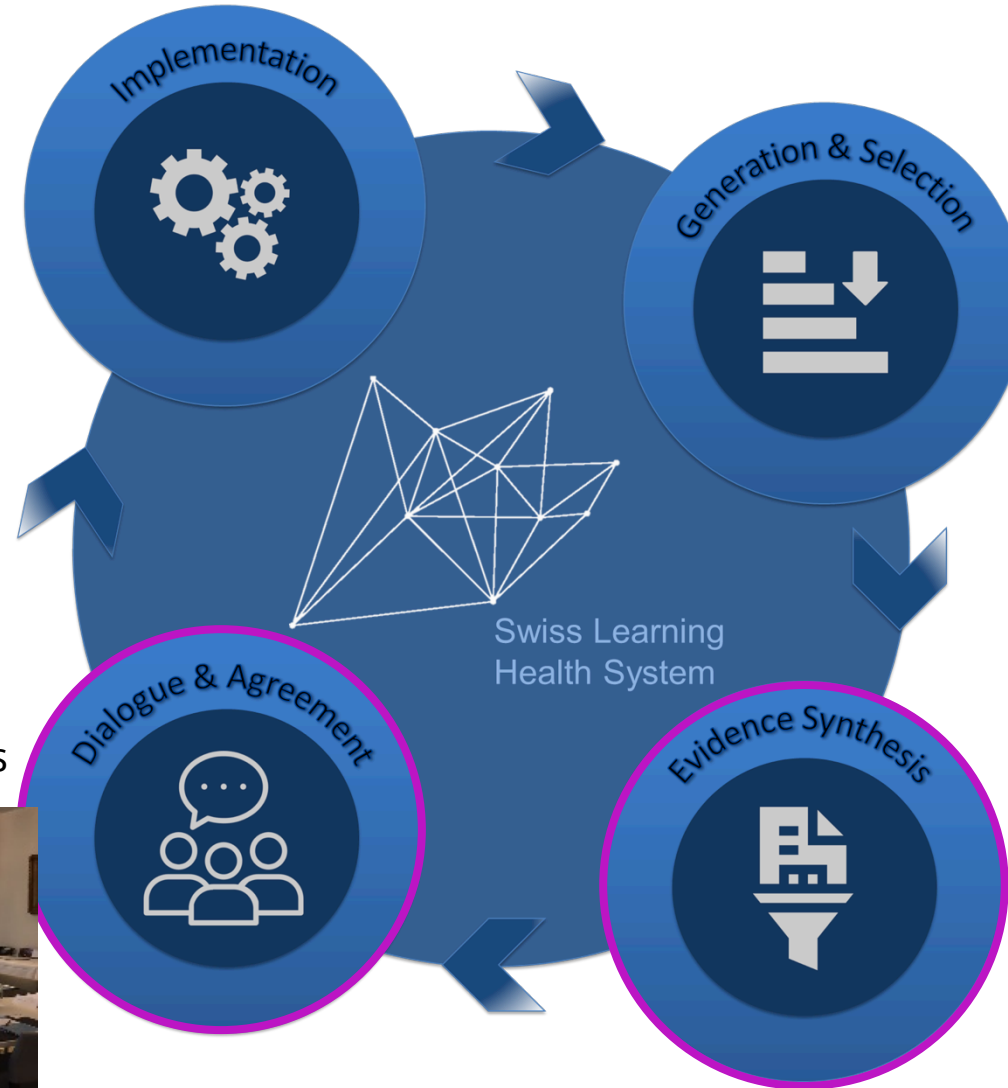 Implementation
Generation & Selection
Swiss Learning
Health System
Dialogue & Agreement
Evidence Synthesis